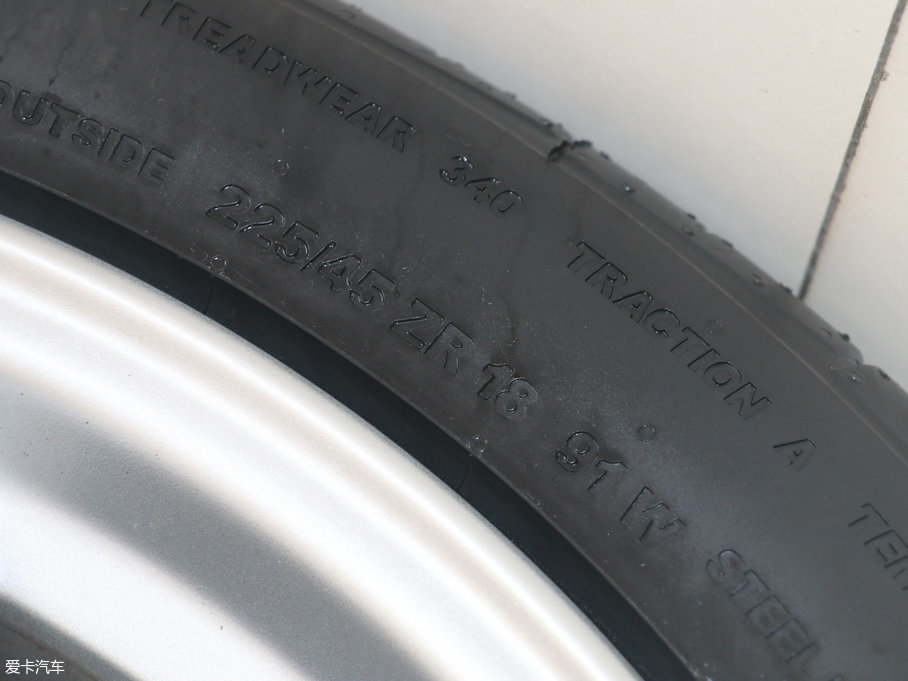 TREADWEAR 340 TRACTION A
OUTSIDE 225/45 ZR 18 91 W STEEL
爱卡汽车